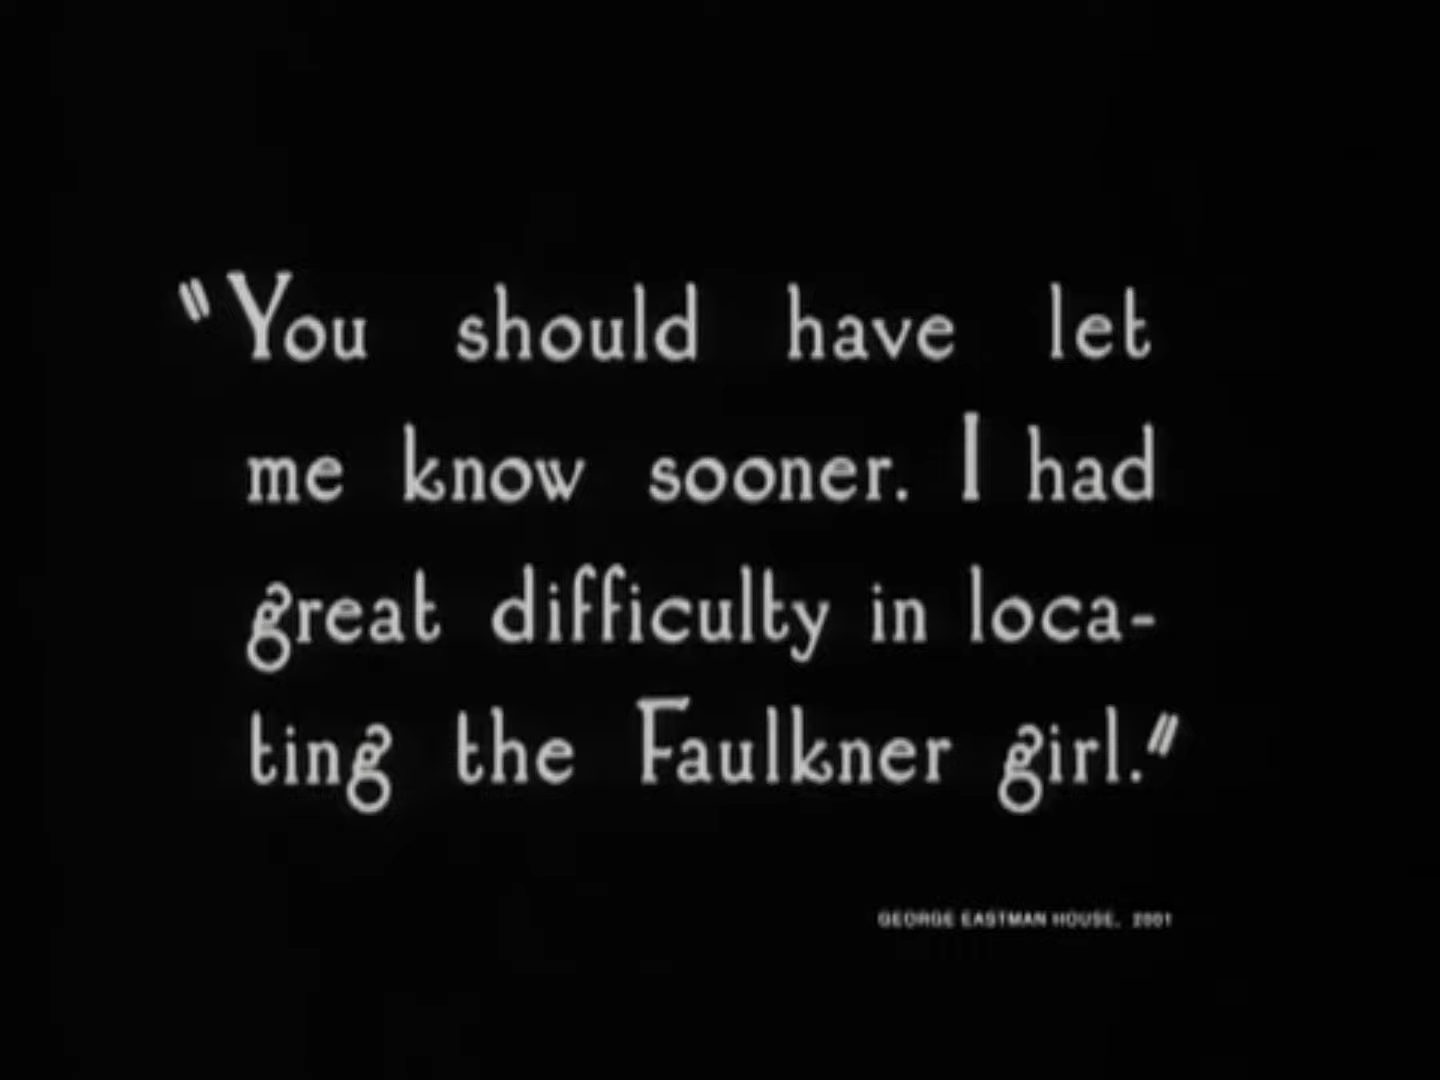 "You should have let
me know sooner. I had
great difficulty in loca-
ting the Faulkner girl."
GEORGE EASTMAN HOUSE, 2001